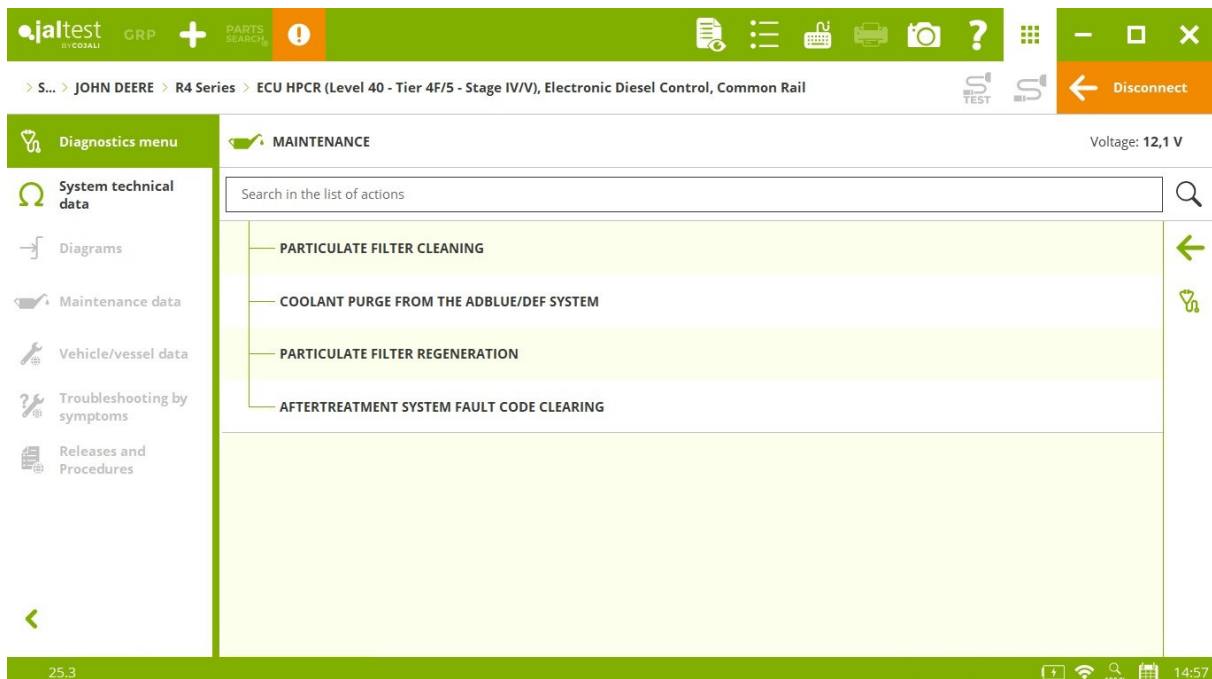 jaltest
BY COJALI
GRP
PARTS
SEARCH
TEST
> S... > JOHN DEERE > R4 Series > ECU HPCR (Level 40 - Tier 4F/5 - Stage IV/V), Electronic Diesel Control, Common Rail
Disconnect
Diagnostics menu
MAINTENANCE
Voltage: 12,1 V
System technical
data
Search in the list of actions
Diagrams
PARTICULATE FILTER CLEANING
Maintenance data
COOLANT PURGE FROM THE ADBLUE/DEF SYSTEM
Vehicle/vessel data
PARTICULATE FILTER REGENERATION
Troubleshooting by
symptoms
AFTERTREATMENT SYSTEM FAULT CODE CLEARING
Releases and
Procedures
25.3
14:57